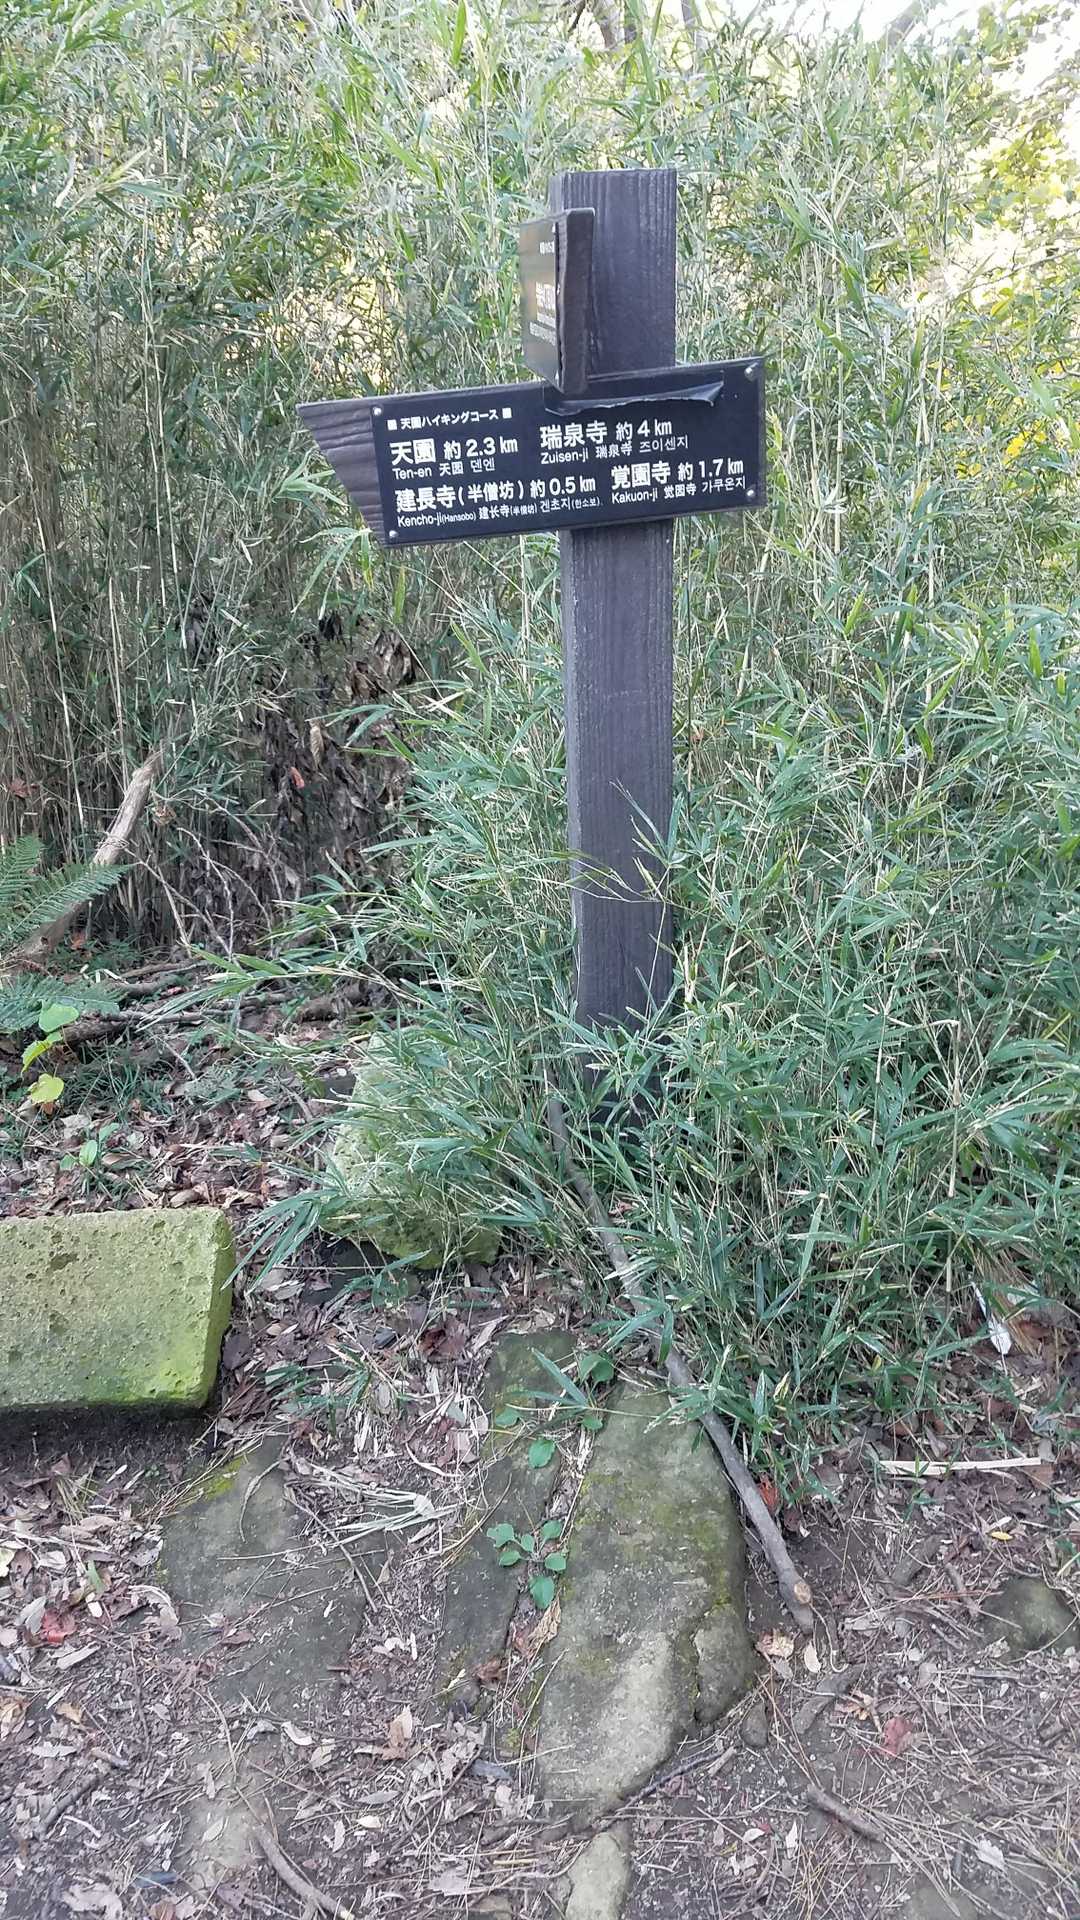 ■ 天園ハイキングコース ■
天園 約 2.3 km
Ten-en 天园 덴엔
瑞泉寺 約 4 km
Zuisen-ji 瑞泉寺 즈이센지
建長寺(半僧坊) 約 0.5 km
Kencho-ji(Hansobo) 建长寺(半僧坊) 겐초지(한소보)
覚園寺 約 1.7 km
Kakuon-ji 觉园寺 가쿠온지